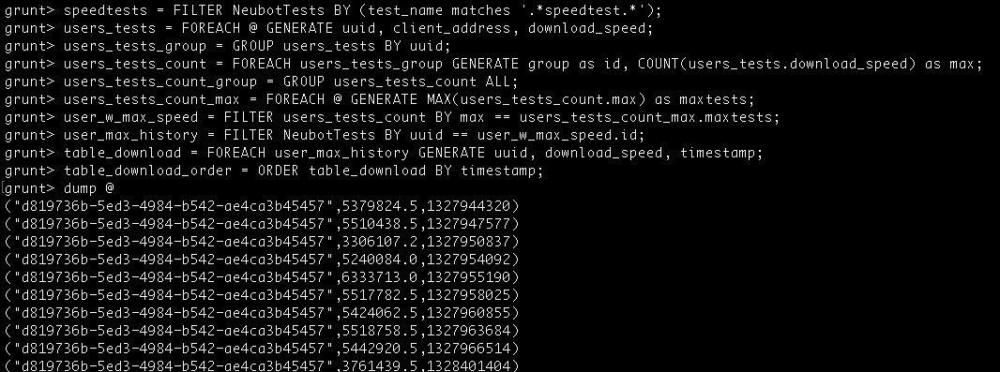 grunt> speedtests = FILTER NeubotTests BY (test_name matches '.*speedtest.*');
grunt> users_tests = FOREACH @ GENERATE uuid, client_address, download_speed;
grunt> users_tests_group = GROUP users_tests BY uuid;
grunt> users_tests_count = FOREACH users_tests_group GENERATE group as id, COUNT(users_tests.download_speed) as max;
grunt> users_tests_count_group = GROUP users_tests_count ALL;
grunt> users_tests_count_max = FOREACH @ GENERATE MAX(users_tests_count.max) as maxtests;
grunt> user_w_max_speed = FILTER users_tests_count BY max == users_tests_count_max.maxtests;
grunt> user_max_history = FILTER NeubotTests BY uuid == user_w_max_speed.id;
grunt> table_download = FOREACH user_max_history GENERATE uuid, download_speed, timestamp;
grunt> table_download_order = ORDER table_download BY timestamp;
grunt> dump @
("d819736b-5ed3-4984-b542-ae4ca3b45457",5379824.5,1327944320)
("d819736b-5ed3-4984-b542-ae4ca3b45457",5510438.5,1327947577)
("d819736b-5ed3-4984-b542-ae4ca3b45457",3306107.2,1327950837)
("d819736b-5ed3-4984-b542-ae4ca3b45457",5240084.0,1327954092)
("d819736b-5ed3-4984-b542-ae4ca3b45457",6333713.0,1327955190)
("d819736b-5ed3-4984-b542-ae4ca3b45457",5517782.5,1327958025)
("d819736b-5ed3-4984-b542-ae4ca3b45457",5424062.5,1327960855)
("d819736b-5ed3-4984-b542-ae4ca3b45457",5518758.5,1327963684)
("d819736b-5ed3-4984-b542-ae4ca3b45457",5442920.5,1327966514)
("d819736b-5ed3-4984-b542-ae4ca3b45457",3761439.5,1328401404)